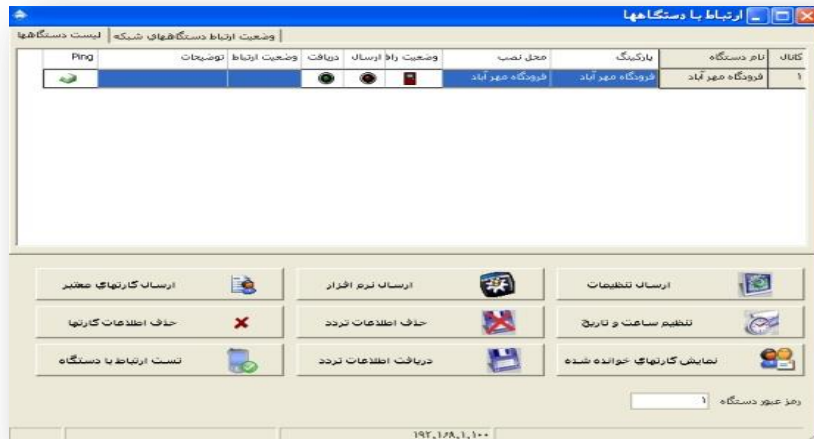 ارتباط با دستگاهها
لیست دستگاهها وضعیت ارتباط دستگاههای شبکه
کانال نام دستگاه پارکینگ محل نصب وضعیت راه ارسال دریافت وضعیت ارتباط توضیحات Ping
۱ فرودگاه مهر آباد فرودگاه مهر آباد فرودگاه مهر آباد
ارسال تنظیمات ارسال نرم افزار ارسال کارتهای معتبر
تنظیم ساعت و تاریخ حذف اطلاعات تردد حذف اطلاعات کارتها
نمایش کارتهای خوانده شده دریافت اطلاعات تردد تست ارتباط با دستگاه
رمز عبور دستگاه ۱
۱۹۲.۱۶۸.۱.۱۰۰